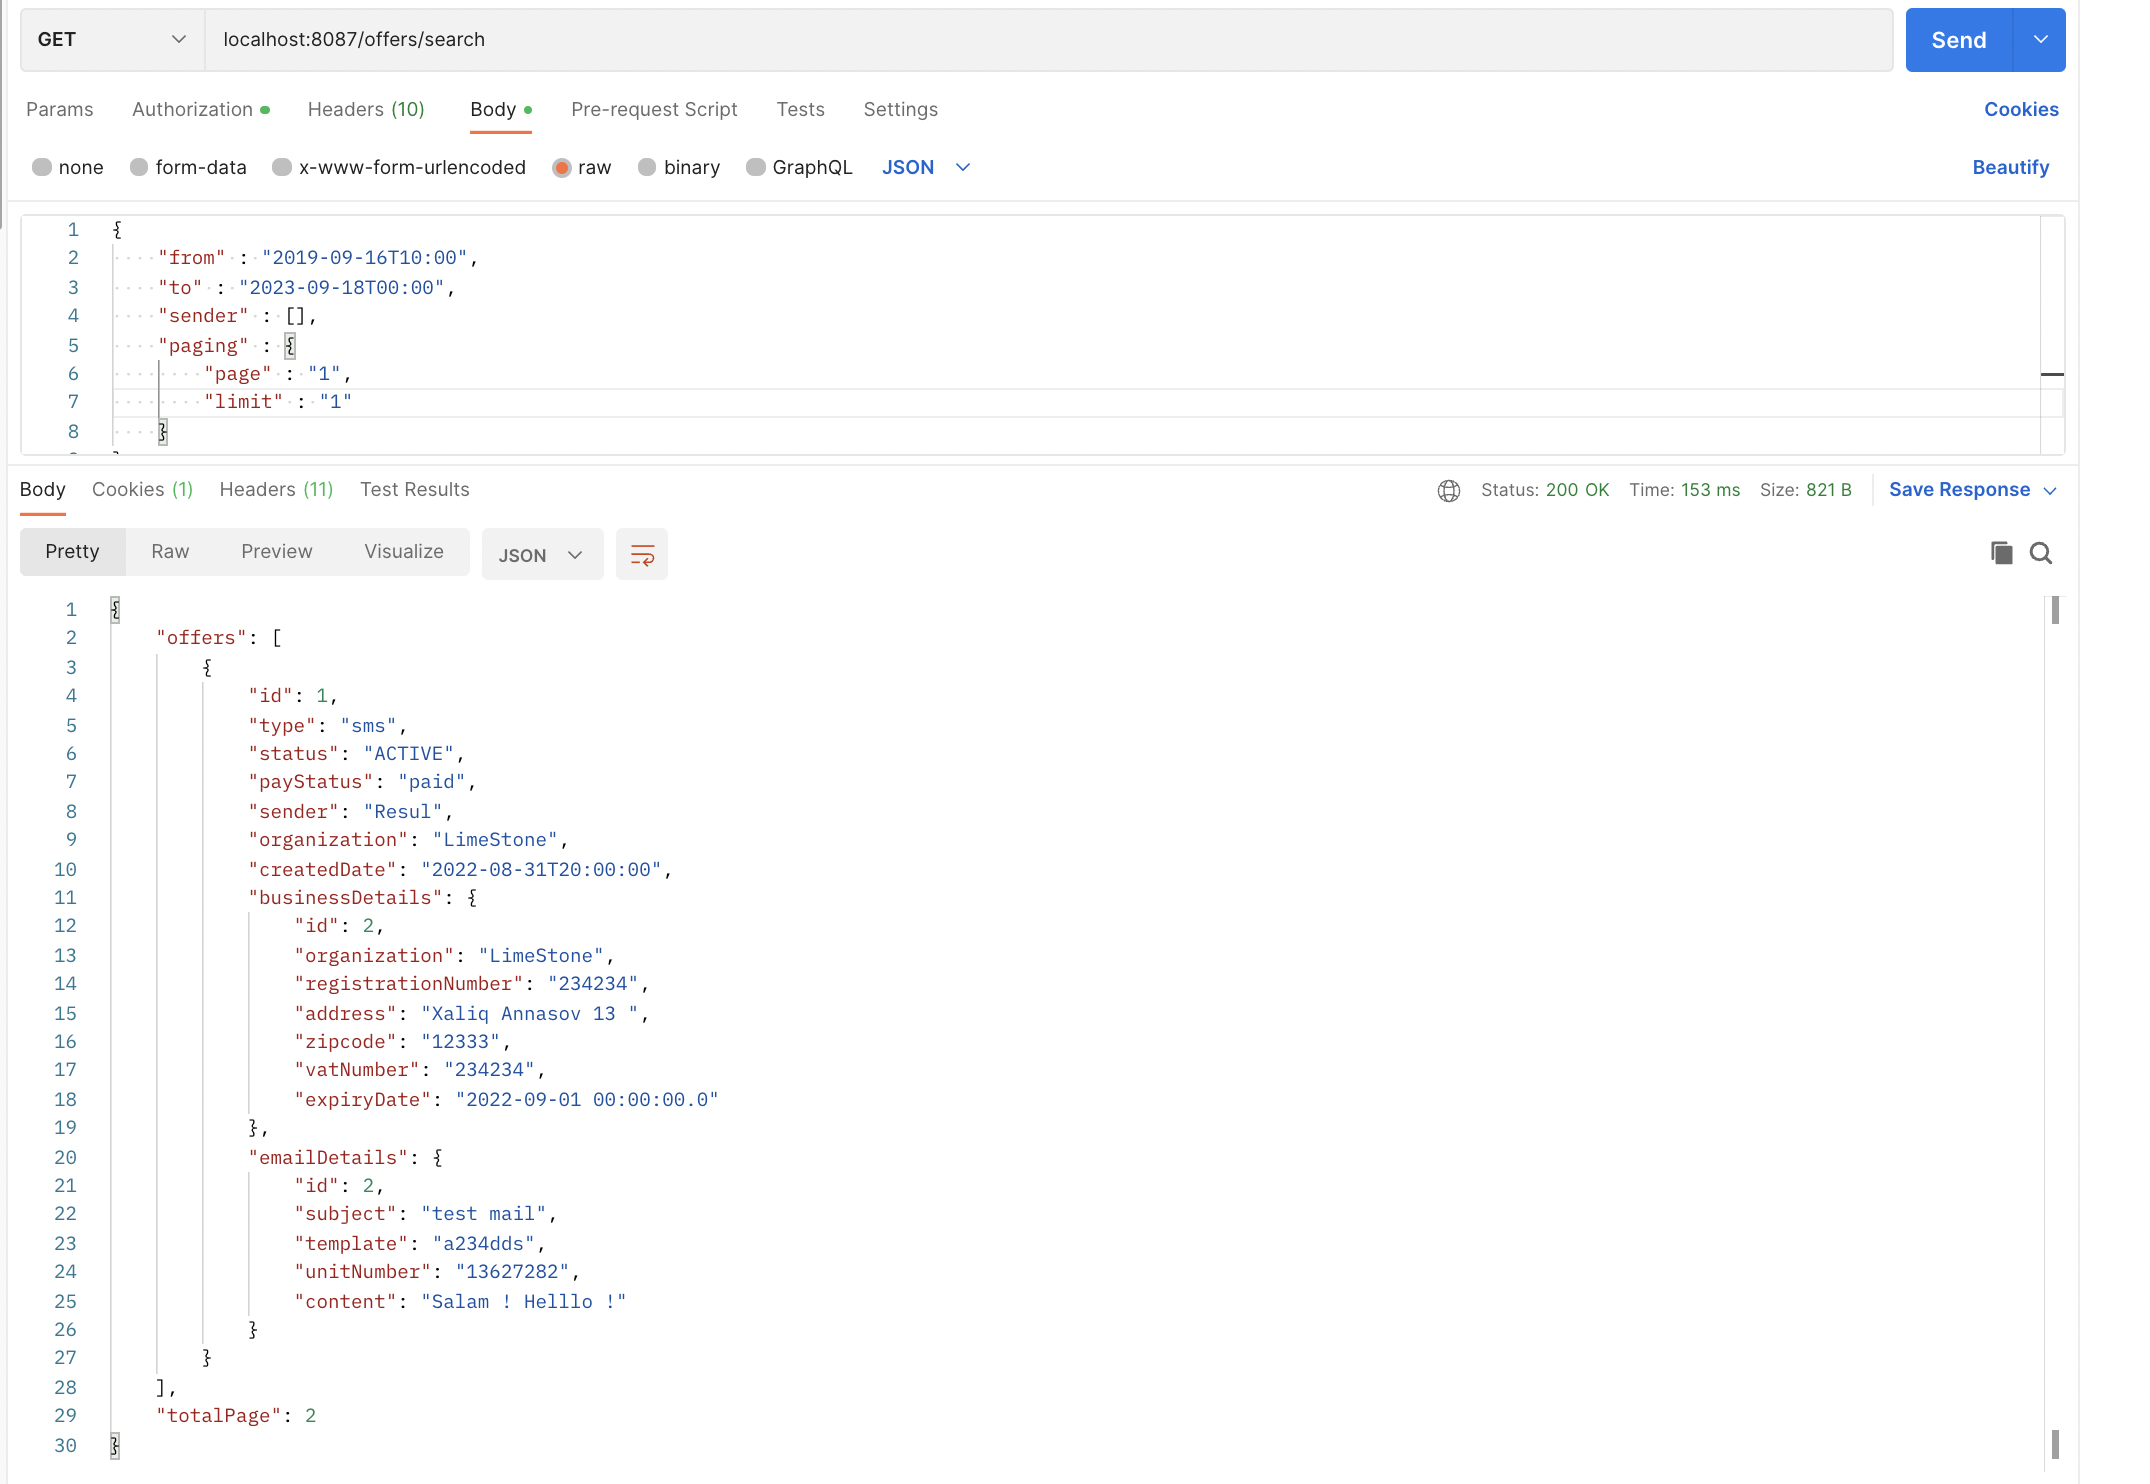 GET localhost:8087/offers/search Send
Params Authorization Headers (10) Body Pre-request Script Tests Settings Cookies
none form-data x-www-form-urlencoded raw binary GraphQL JSON Beautify
1 {
2 "from" : "2019-09-16T10:00",
3 "to" : "2023-09-18T00:00",
4 "sender" : [],
5 "paging" : {
6 "page" : "1",
7 "limit" : "1"
8 }
Body Cookies (1) Headers (11) Test Results Status: 200 OK Time: 153 ms Size: 821 B Save Response
Pretty Raw Preview Visualize JSON
1 {
2 "offers": [
3 {
4 "id": 1,
5 "type": "sms",
6 "status": "ACTIVE",
7 "payStatus": "paid",
8 "sender": "Resul",
9 "organization": "LimeStone",
10 "createdDate": "2022-08-31T20:00:00",
11 "businessDetails": {
12 "id": 2,
13 "organization": "LimeStone",
14 "registrationNumber": "234234",
15 "address": "Xaliq Annasov 13 ",
16 "zipcode": "12333",
17 "vatNumber": "234234",
18 "expiryDate": "2022-09-01 00:00:00.0"
19 },
20 "emailDetails": {
21 "id": 2,
22 "subject": "test mail",
23 "template": "a234dds",
24 "unitNumber": "13627282",
25 "content": "Salam ! Helllo !"
26 }
27 }
28 ],
29 "totalPage": 2
30 }